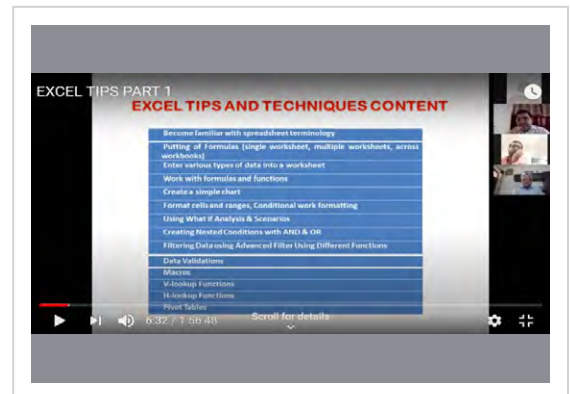 EXCEL TIPS PART 1
EXCEL TIPS AND TECHNIQUES CONTENT
Become familiar with spreadsheet terminology
Putting of Formulas (single worksheet, multiple worksheets, across
workbooks)
Enter various types of data into a worksheet
Work with formulas and functions
Create a simple chart
Format cells and ranges, Conditional work formatting
Using What if Analysis & Scenarios
Creating Nested Conditions with AND & OR
Filtering Data using Advanced Filter Using Different Functions
Data Validations
Macros
V-lookup Functions
H-lookup Functions
Pivot Tables
6:32 / 1:56:48
Scroll for details